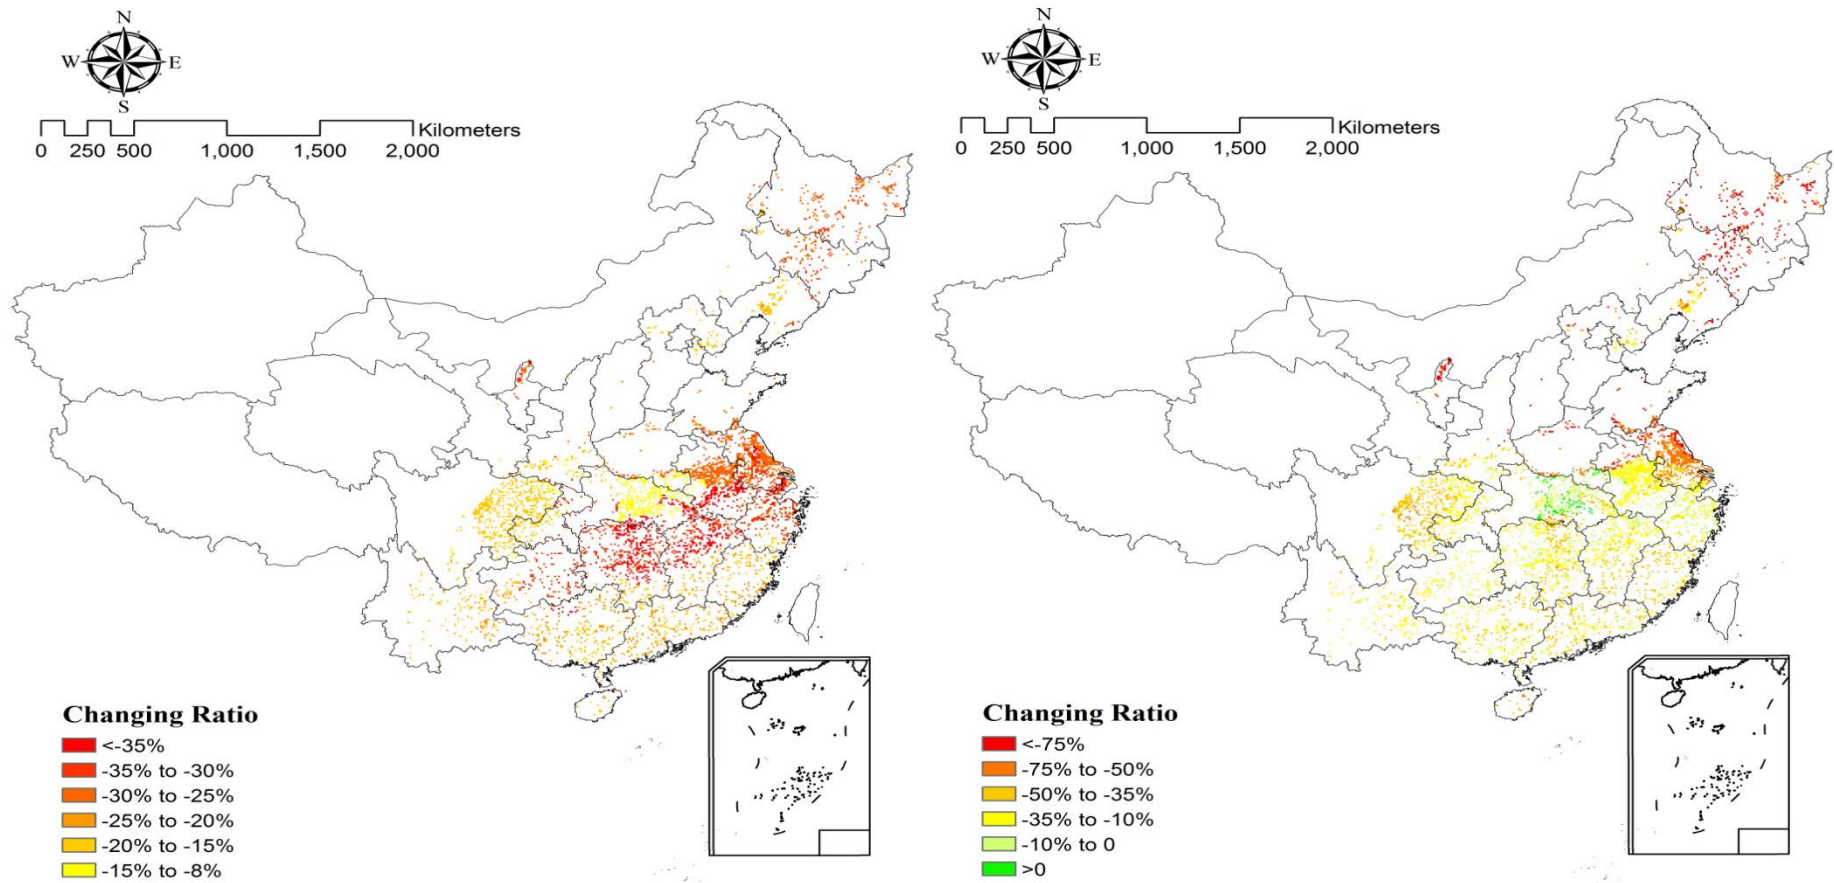 N
W E
S
Kilometers
0 250 500 1,000 1,500 2,000
Changing Ratio
<-35%
-35% to -30%
-30% to -25%
-25% to -20%
-20% to -15%
-15% to -8%
N
W E
S
Kilometers
0 250 500 1,000 1,500 2,000
Changing Ratio
<-75%
-75% to -50%
-50% to -35%
-35% to -10%
-10% to 0
>0